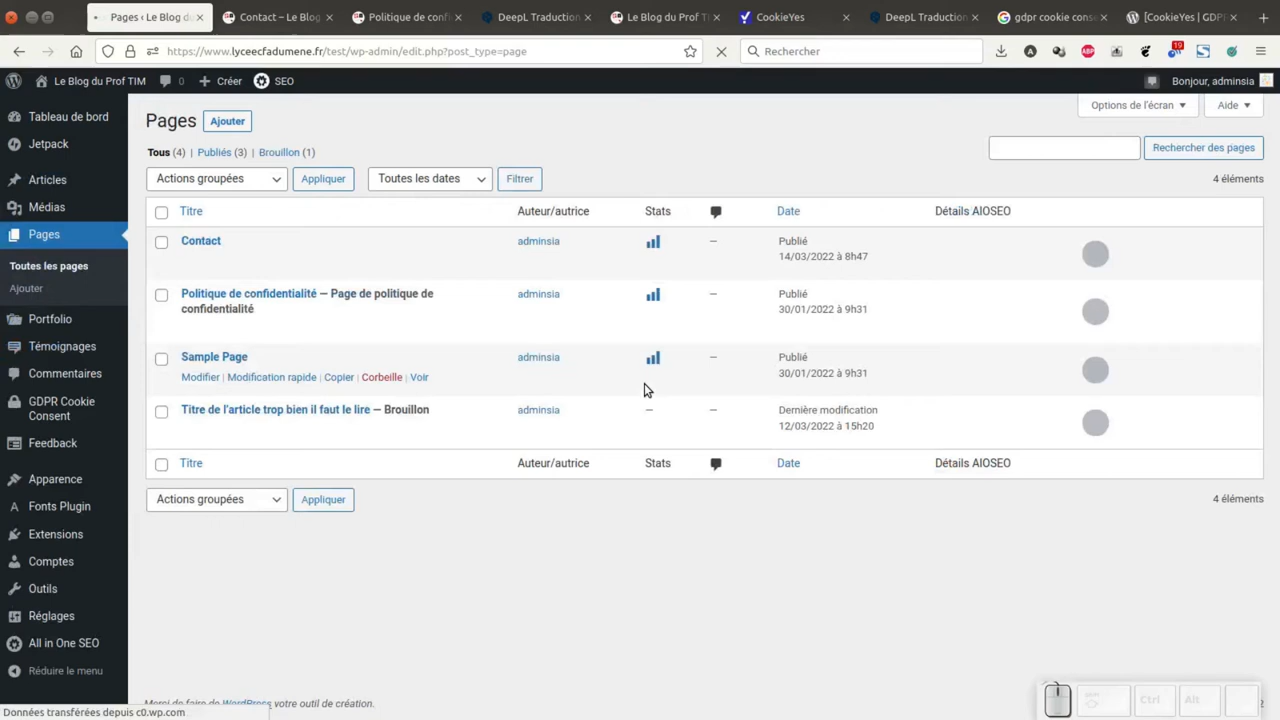 Pages ‹ Le Blog du
Contact – Le Blog du
Politique de confi
DeepL Traduction
Le Blog du Prof TIM
CookieYes
DeepL Traduction
gdpr cookie cons
[CookieYes | GDP
https://www.lyceecfadumene.fr/test/wp-admin/edit.php?post_type=page
Rechercher
19
Le Blog du Prof TIM
0
Créer
SEO
Bonjour, adminsia
Tableau de bord
Jetpack
Articles
Médias
Pages
Toutes les pages
Ajouter
Portfolio
Témoignages
Commentaires
GDPR Cookie
Consent
Feedback
Apparence
Fonts Plugin
Extensions
Comptes
Outils
Réglages
All in One SEO
Réduire le menu
Options de l'écran
Aide
Pages
Ajouter
Tous (4) | Publiés (3) | Brouillon (1)
Rechercher des pages
Actions groupées
Appliquer
Toutes les dates
Filtrer
4 éléments
Titre
Auteur/autrice
Stats
Date
Détails AIOSEO
Contact
adminsia
—
Publié
14/03/2022 à 8h47
Politique de confidentialité — Page de politique de
confidentialité
adminsia
—
Publié
30/01/2022 à 9h31
Sample Page
Modifier | Modification rapide | Copier | Corbeille | Voir
adminsia
—
Publié
30/01/2022 à 9h31
Titre de l'article trop bien il faut le lire — Brouillon
adminsia
—
—
Dernière modification
12/03/2022 à 15h20
Titre
Auteur/autrice
Stats
Date
Détails AIOSEO
Actions groupées
Appliquer
4 éléments
Merci de faire de WordPress votre outil de création.
Données transférées depuis c0.wp.com
Ctrl
Alt